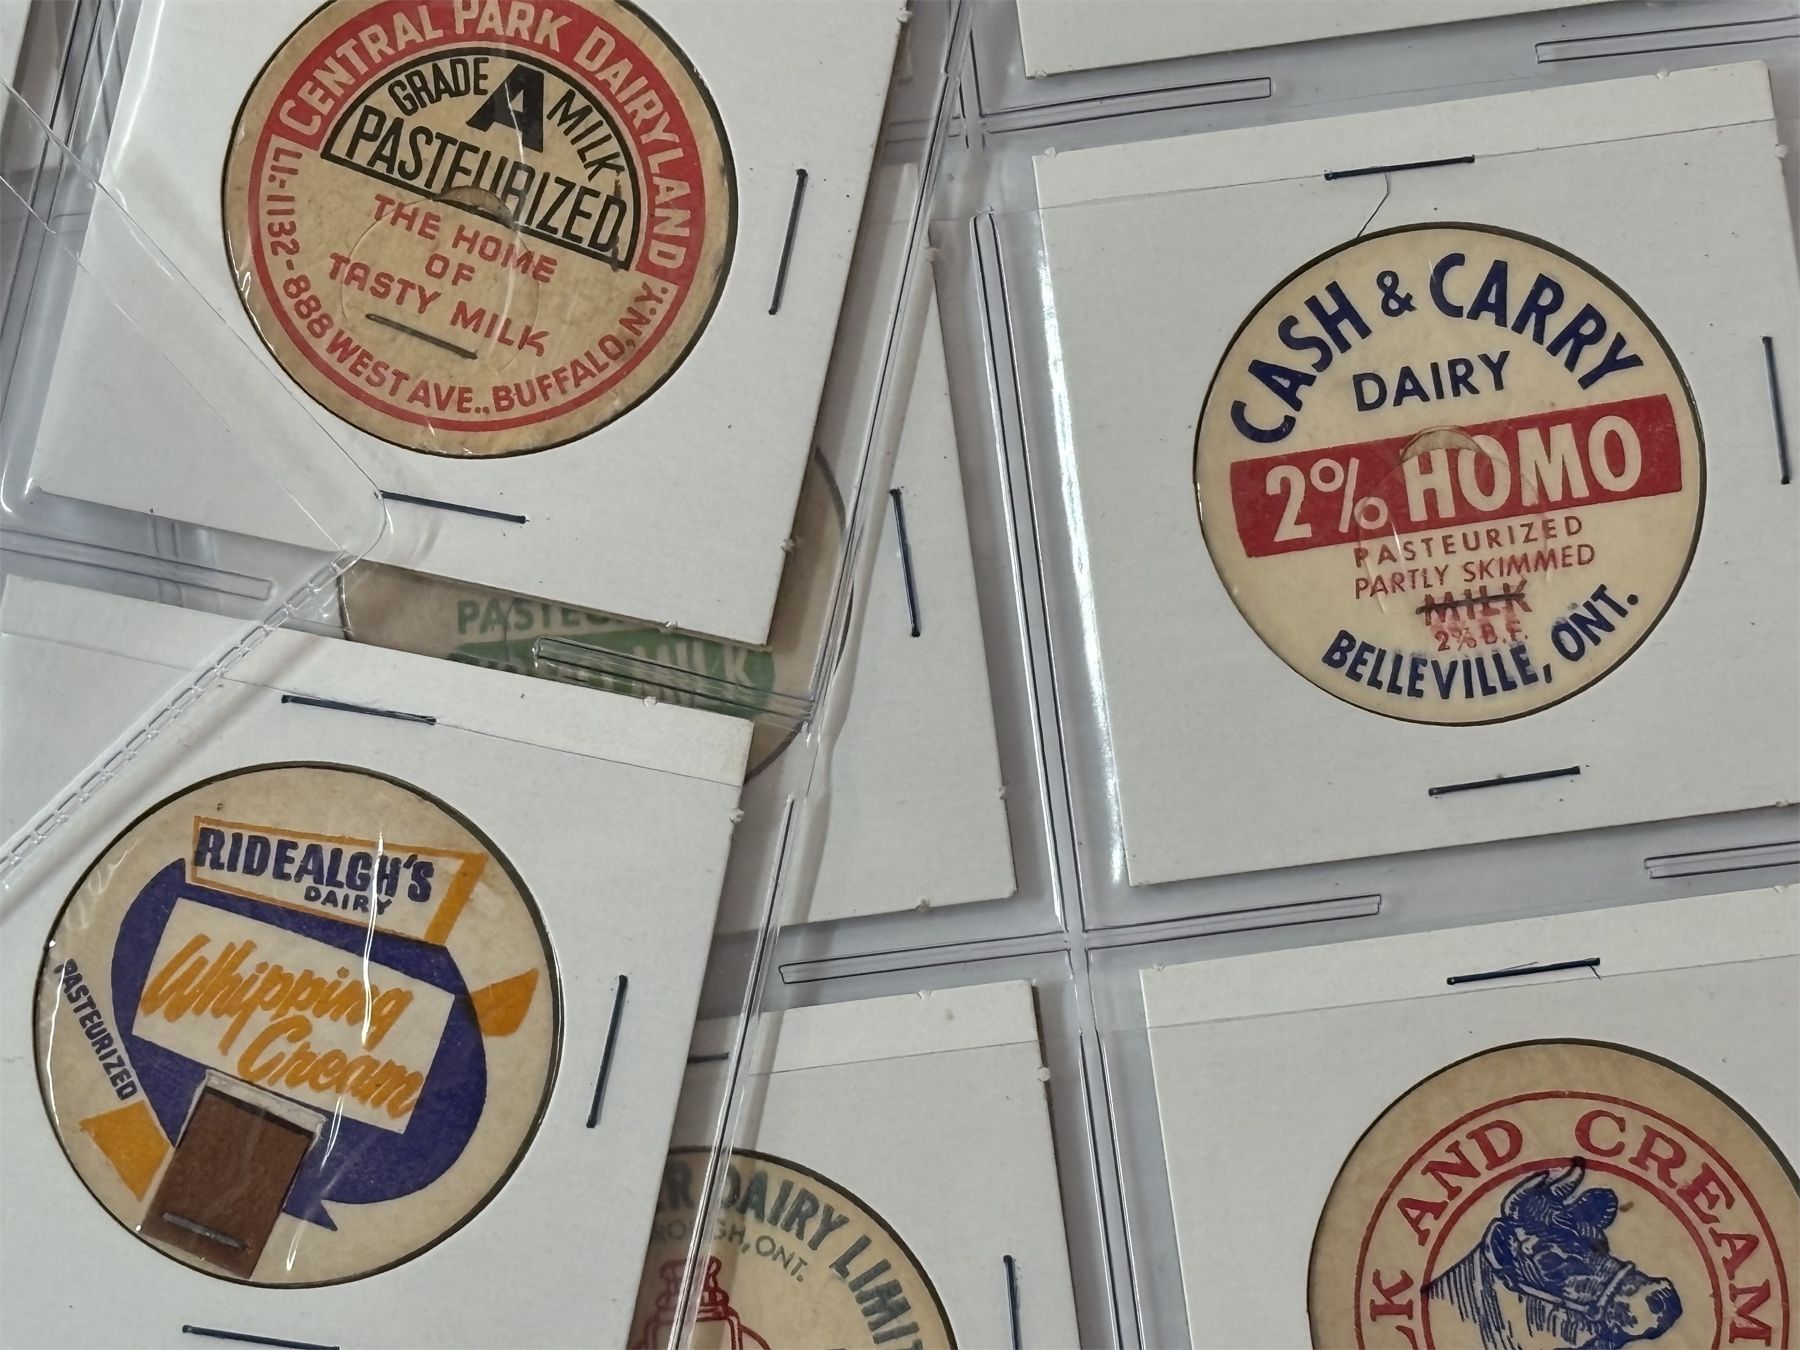 CENTRAL PARK DAIRYLAND
GRADE A MILK
PASTEURIZED
THE HOME
OF
TASTY MILK
LI.-1132-888 WEST AVE., BUFFALO, N.Y.
CASH & CARRY
DAIRY
2% HOMO
PASTEURIZED
PARTLY SKIMMED
MILK
2% B.F.
BELLEVILLE, ONT.
MILK
RIDEALGH'S
DAIRY
Whipping
Cream
PASTEURIZED
DAIRY
ONT.
AND CREAM